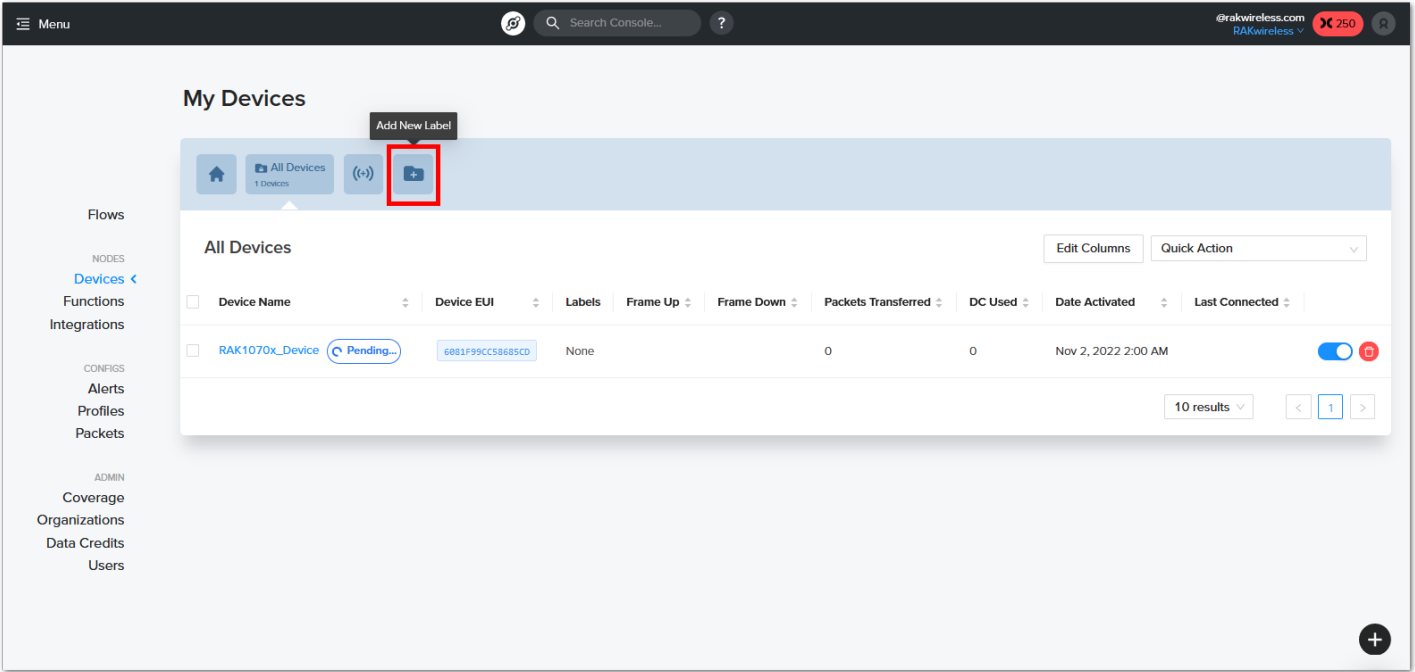 Menu
Search Console...
?
@rakwireless.com
RAKwireless
250
My Devices
Add New Label
All Devices
1 Devices
Flows
NODES
Devices
Functions
Integrations
CONFIGS
Alerts
Profiles
Packets
ADMIN
Coverage
Organizations
Data Credits
Users
All Devices
Edit Columns
Quick Action
Device Name Device EUI Labels Frame Up Frame Down Packets Transferred DC Used Date Activated Last Connected
RAK1070x_Device Pending... 6081F99CC58685CD None 0 0 Nov 2, 2022 2:00 AM
10 results < 1 >